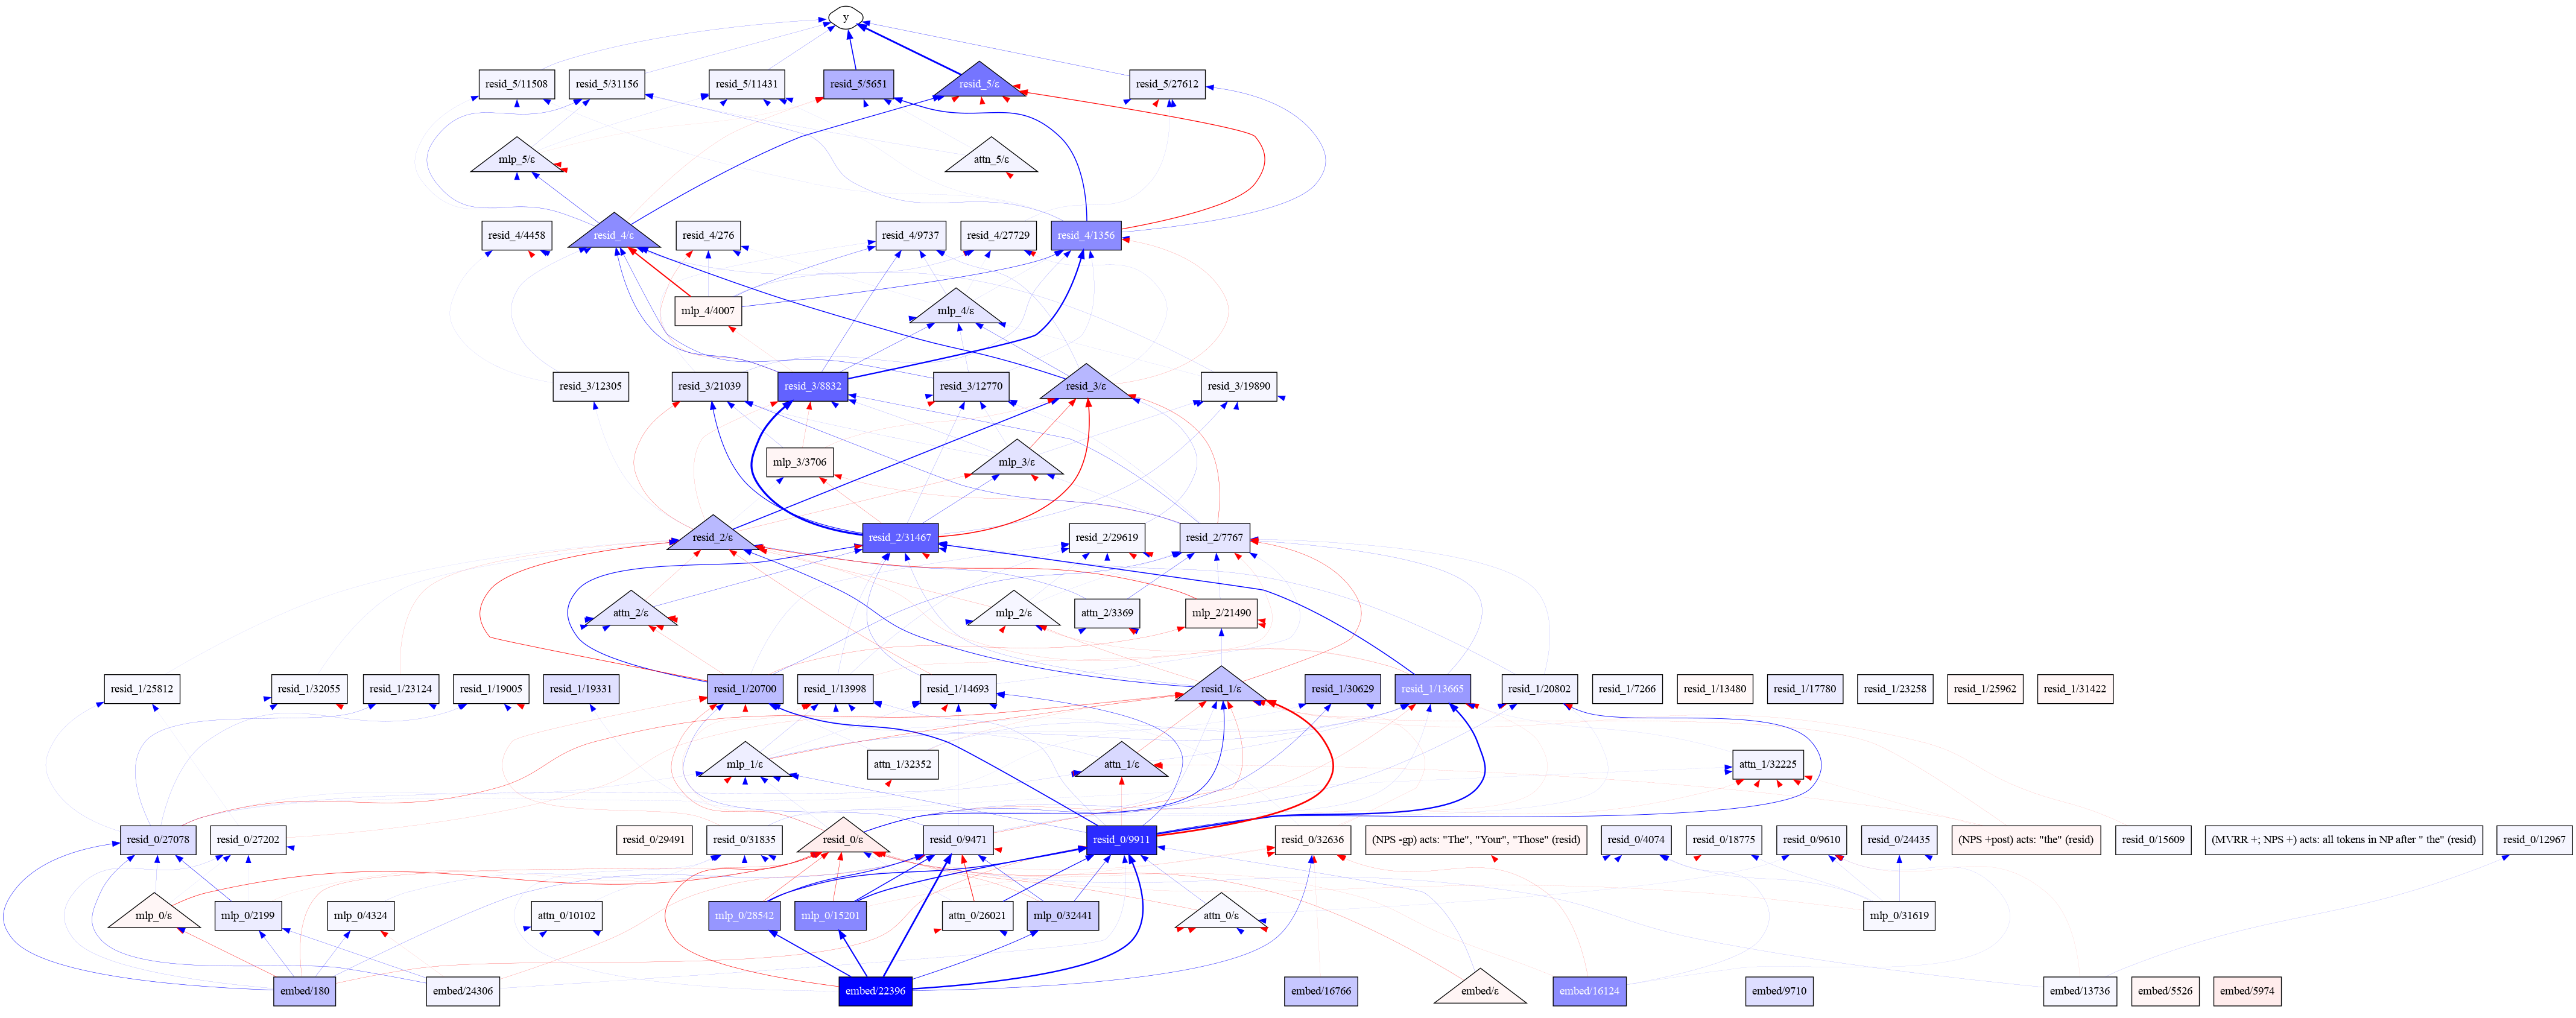 y
resid_5/11508
resid_5/31156
resid_5/11431
resid_5/5651
resid_5/ε
resid_5/27612
mlp_5/ε
attn_5/ε
resid_4/4458
resid_4/ε
resid_4/276
resid_4/9737
resid_4/27729
resid_4/1356
mlp_4/4007
mlp_4/ε
resid_3/12305
resid_3/21039
resid_3/8832
resid_3/12770
resid_3/ε
resid_3/19890
mlp_3/3706
mlp_3/ε
resid_2/ε
resid_2/31467
resid_2/29619
resid_2/7767
attn_2/ε
mlp_2/ε
attn_2/3369
mlp_2/21490
resid_1/25812
resid_1/32055
resid_1/23124
resid_1/19005
resid_1/19331
resid_1/20700
resid_1/13998
resid_1/14693
resid_1/ε
resid_1/30629
resid_1/13665
resid_1/20802
resid_1/7266
resid_1/13480
resid_1/17780
resid_1/23258
resid_1/25962
resid_1/31422
mlp_1/ε
attn_1/32352
attn_1/ε
attn_1/32225
resid_0/27078
resid_0/27202
resid_0/29491
resid_0/31835
resid_0/ε
resid_0/9471
resid_0/9911
resid_0/32636
(NPS -gp) acts: "The", "Your", "Those" (resid)
resid_0/4074
resid_0/18775
resid_0/9610
resid_0/24435
(NPS +post) acts: "the" (resid)
resid_0/15609
(MVRR +; NPS +) acts: all tokens in NP after " the" (resid)
resid_0/12967
mlp_0/ε
mlp_0/2199
mlp_0/4324
attn_0/10102
mlp_0/28542
mlp_0/15201
attn_0/26021
mlp_0/32441
attn_0/ε
mlp_0/31619
embed/180
embed/24306
embed/22396
embed/16766
embed/ε
embed/16124
embed/9710
embed/13736
embed/5526
embed/5974